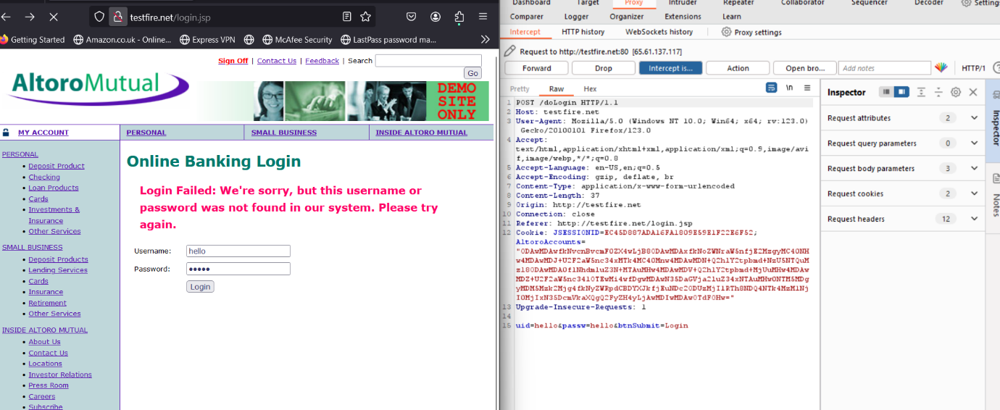 testfire.net/login.jsp
Getting Started
Amazon.co.uk - Online...
Express VPN
McAfee Security
LastPass password ma...
Sign Off | Contact Us | Feedback | Search
Go
AltoroMutual
DEMO
SITE
ONLY
MY ACCOUNT
PERSONAL
SMALL BUSINESS
INSIDE ALTORO MUTUAL
PERSONAL
Deposit Product
Checking
Loan Products
Cards
Investments &
Insurance
Other Services
SMALL BUSINESS
Deposit Products
Lending Services
Cards
Insurance
Retirement
Other Services
INSIDE ALTORO MUTUAL
About Us
Contact Us
Locations
Investor Relations
Press Room
Careers
Subscribe
Online Banking Login
Login Failed: We're sorry, but this username or
password was not found in our system. Please try
again.
Username: hello
Password: •••••
Login
Dashboard Target Proxy Intruder Repeater Collaborator Sequencer Decoder Settings
Comparer Logger Organizer Extensions Learn
Intercept HTTP history WebSockets history Proxy settings
Request to http://testfire.net:80 [65.61.137.117]
Forward Drop Intercept is... Action Open bro... Add notes HTTP/1
Pretty Raw Hex \n
1 POST /doLogin HTTP/1.1
2 Host: testfire.net
3 User-Agent: Mozilla/5.0 (Windows NT 10.0; Win64; x64; rv:123.0)
Gecko/20100101 Firefox/123.0
4 Accept:
text/html,application/xhtml+xml,application/xml;q=0.9,image/avi
f,image/webp,*/*;q=0.8
5 Accept-Language: en-US,en;q=0.5
6 Accept-Encoding: gzip, deflate, br
7 Content-Type: application/x-www-form-urlencoded
8 Content-Length: 37
9 Origin: http://testfire.net
10 Connection: close
11 Referer: http://testfire.net/login.jsp
12 Cookie: JSESSIONID=EC45D887ADA16FA1809E59E1F22E6F52;
AltoroAccounts=
13 Upgrade-Insecure-Requests: 1
14
15 uid=hello&passw=hello&btnSubmit=Login
Inspector
Request attributes 2
Request query parameters 0
Request body parameters 3
Request cookies 2
Request headers 12
Inspector
Notes